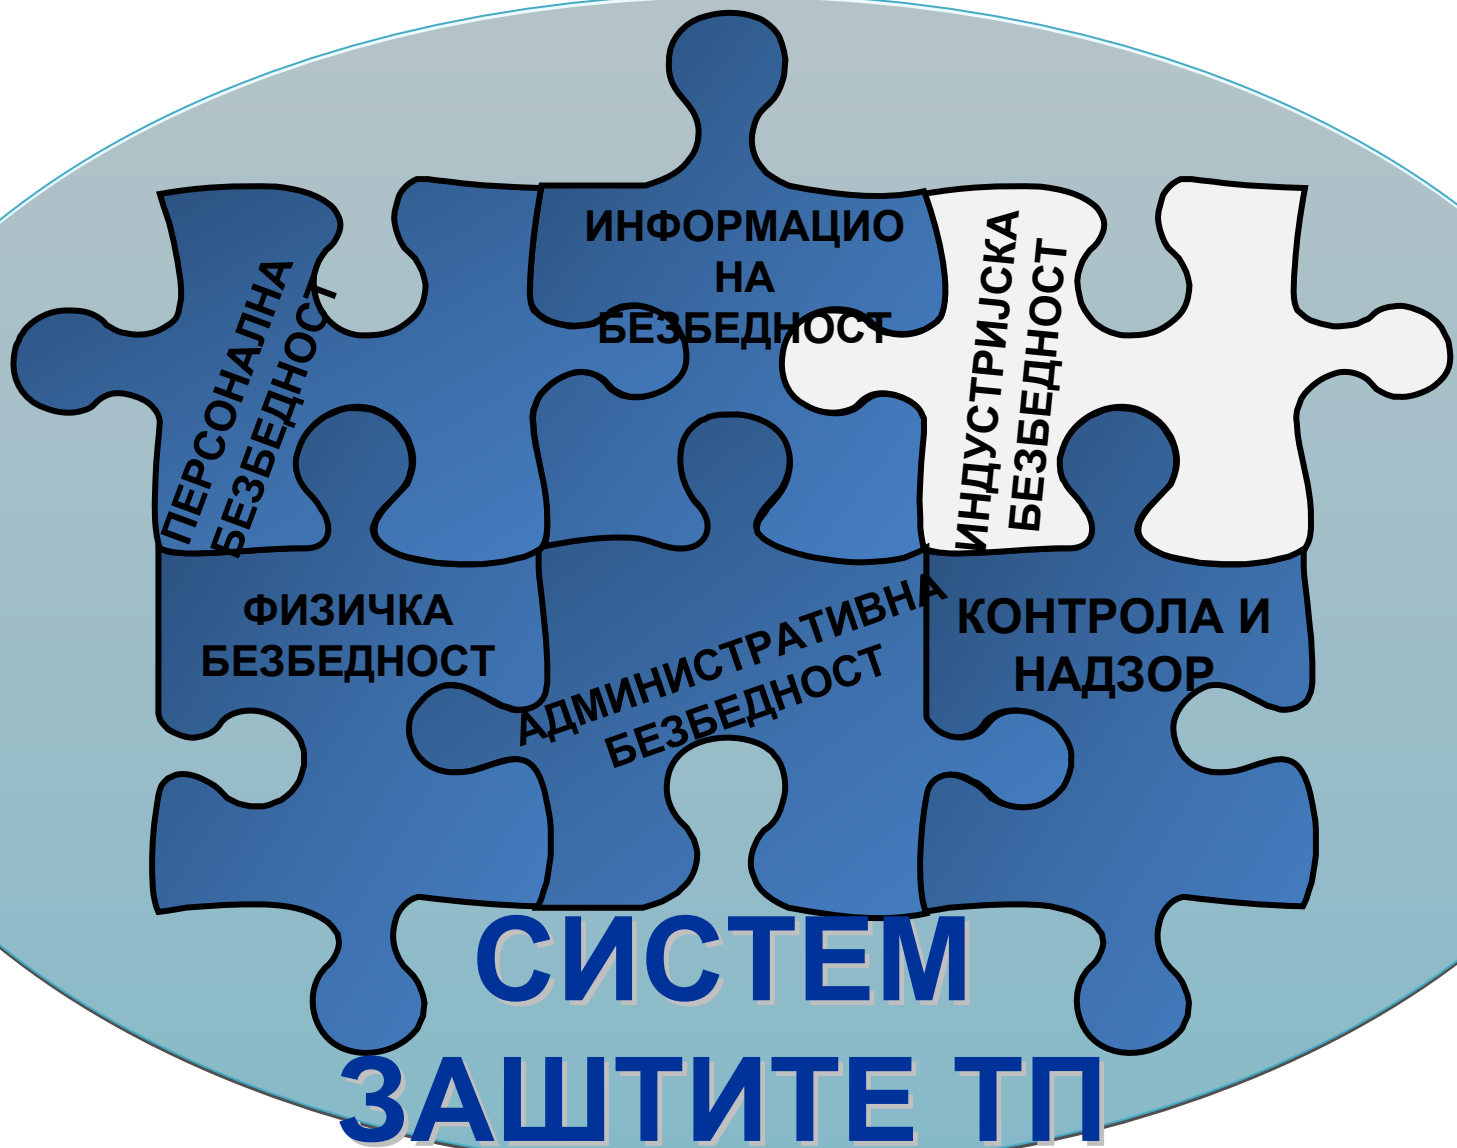 ПЕРСОНАЛНА
БЕЗБЕДНОСТ
ИНФОРМАЦИО
НА
БЕЗБЕДНОСТ
ИНДУСТРИЈСКА
БЕЗБЕДНОСТ
ФИЗИЧКА
БЕЗБЕДНОСТ
АДМИНИСТРАТИВНА
БЕЗБЕДНОСТ
КОНТРОЛА И
НАДЗОР
СИСТЕМ
ЗАШТИТЕ ТП